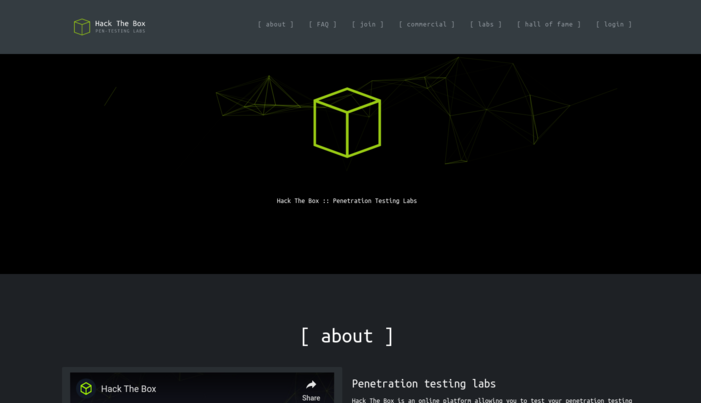 Hack The Box
PEN-TESTING LABS
[ about ] [ FAQ ] [ join ] [ commercial ] [ labs ] [ hall of fame ] [ login ]
Hack The Box :: Penetration Testing Labs
[ about ]
Hack The Box
Share
Penetration testing labs
Hack The Box is an online platform allowing you to test your penetration testing